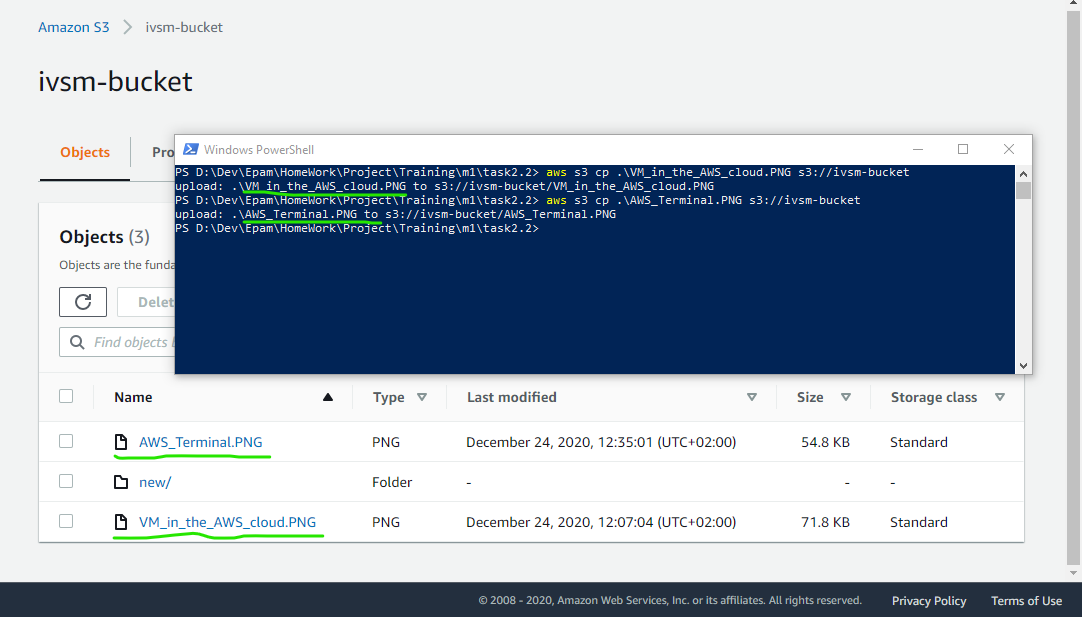 Amazon S3 > ivsm-bucket
ivsm-bucket
Objects Pro
Windows PowerShell
PS D:\Dev\Epam\HomeWork\Project\Training\m1\task2.2> aws s3 cp .\VM_in_the_AWS_cloud.PNG s3://ivsm-bucket
upload: .\VM_in_the_AWS_cloud.PNG to s3://ivsm-bucket/VM_in_the_AWS_cloud.PNG
PS D:\Dev\Epam\HomeWork\Project\Training\m1\task2.2> aws s3 cp .\AWS_Terminal.PNG s3://ivsm-bucket
upload: .\AWS_Terminal.PNG to s3://ivsm-bucket/AWS_Terminal.PNG
PS D:\Dev\Epam\HomeWork\Project\Training\m1\task2.2>
Objects (3)
Objects are the funda
Delet
Find objects
Name Type Last modified Size Storage class
AWS_Terminal.PNG PNG December 24, 2020, 12:35:01 (UTC+02:00) 54.8 KB Standard
new/ Folder - - -
VM_in_the_AWS_cloud.PNG PNG December 24, 2020, 12:07:04 (UTC+02:00) 71.8 KB Standard
© 2008 - 2020, Amazon Web Services, Inc. or its affiliates. All rights reserved. Privacy Policy Terms of Use